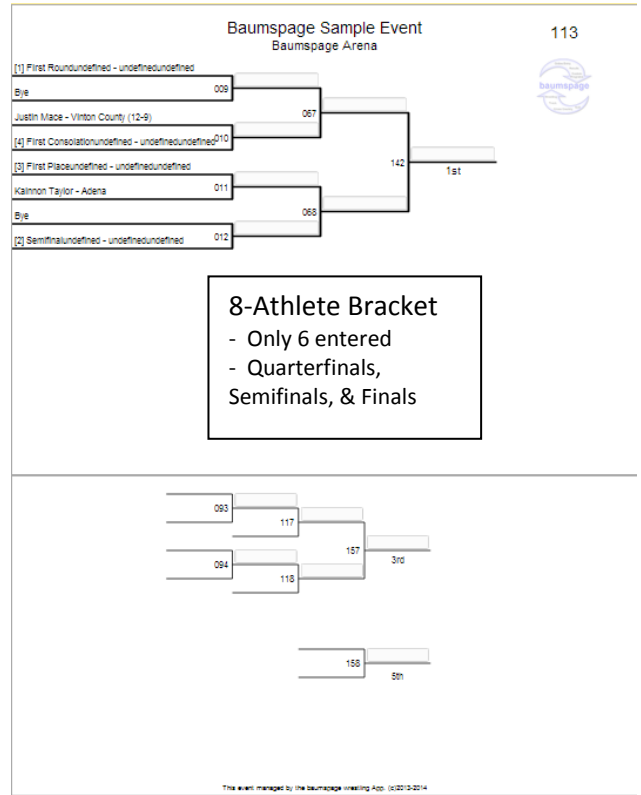 Baumspage Sample Event
Baumspage Arena
113
baumspage
[1] First Roundundefined - undefinedundefined
009
Bye
067
Justin Mace - Vinton County (12-9)
[4] First Consolationundefined - undefinedundefined
010
142
1st
[3] First Placeundefined - undefinedundefined
011
Kainnon Taylor - Adena
068
Bye
[2] Semifinalundefined - undefinedundefined
012
8-Athlete Bracket
- Only 6 entered
- Quarterfinals,
Semifinals, & Finals
093
117
157
3rd
094
118
158
5th
This event managed by the baumspage wrestling App. (c)2013-2014